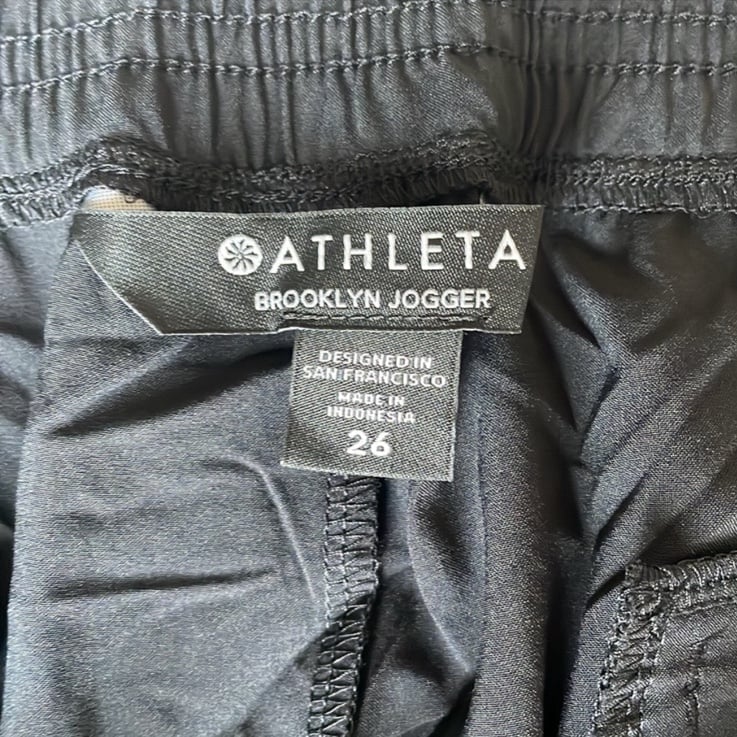 ATHLETA
BROOKLYN JOGGER
DESIGNED IN
SAN FRANCISCO
MADE IN
INDONESIA
26